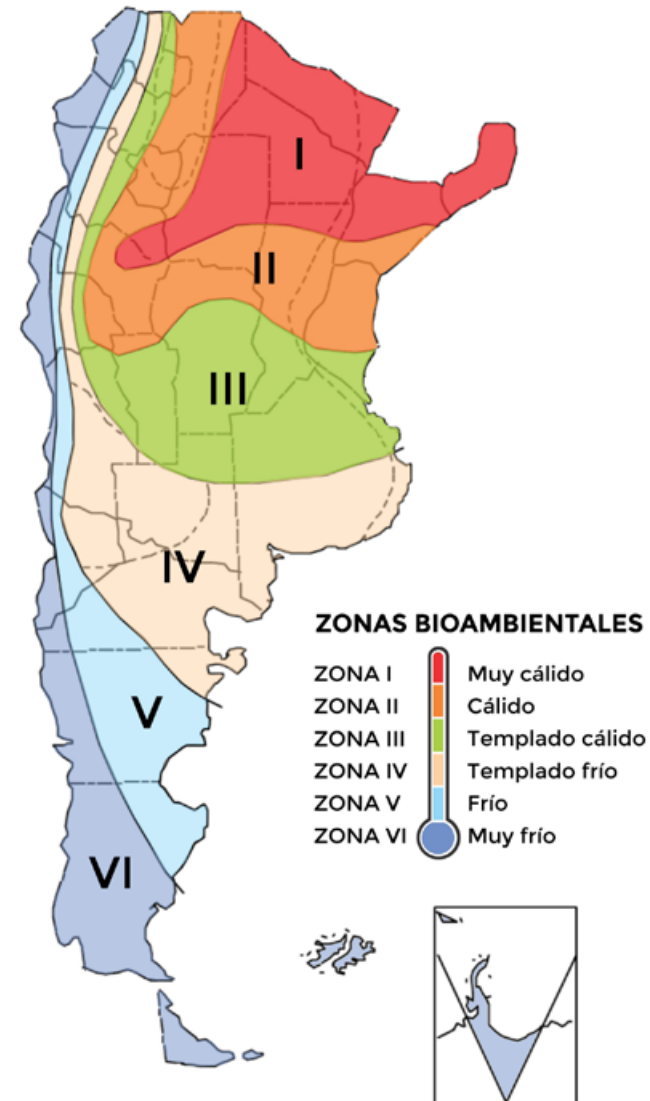 I
II
III
IV
V
VI
ZONAS BIOAMBIENTALES
ZONA I Muy cálido
ZONA II Cálido
ZONA III Templado cálido
ZONA IV Templado frío
ZONA V Frío
ZONA VI Muy frío